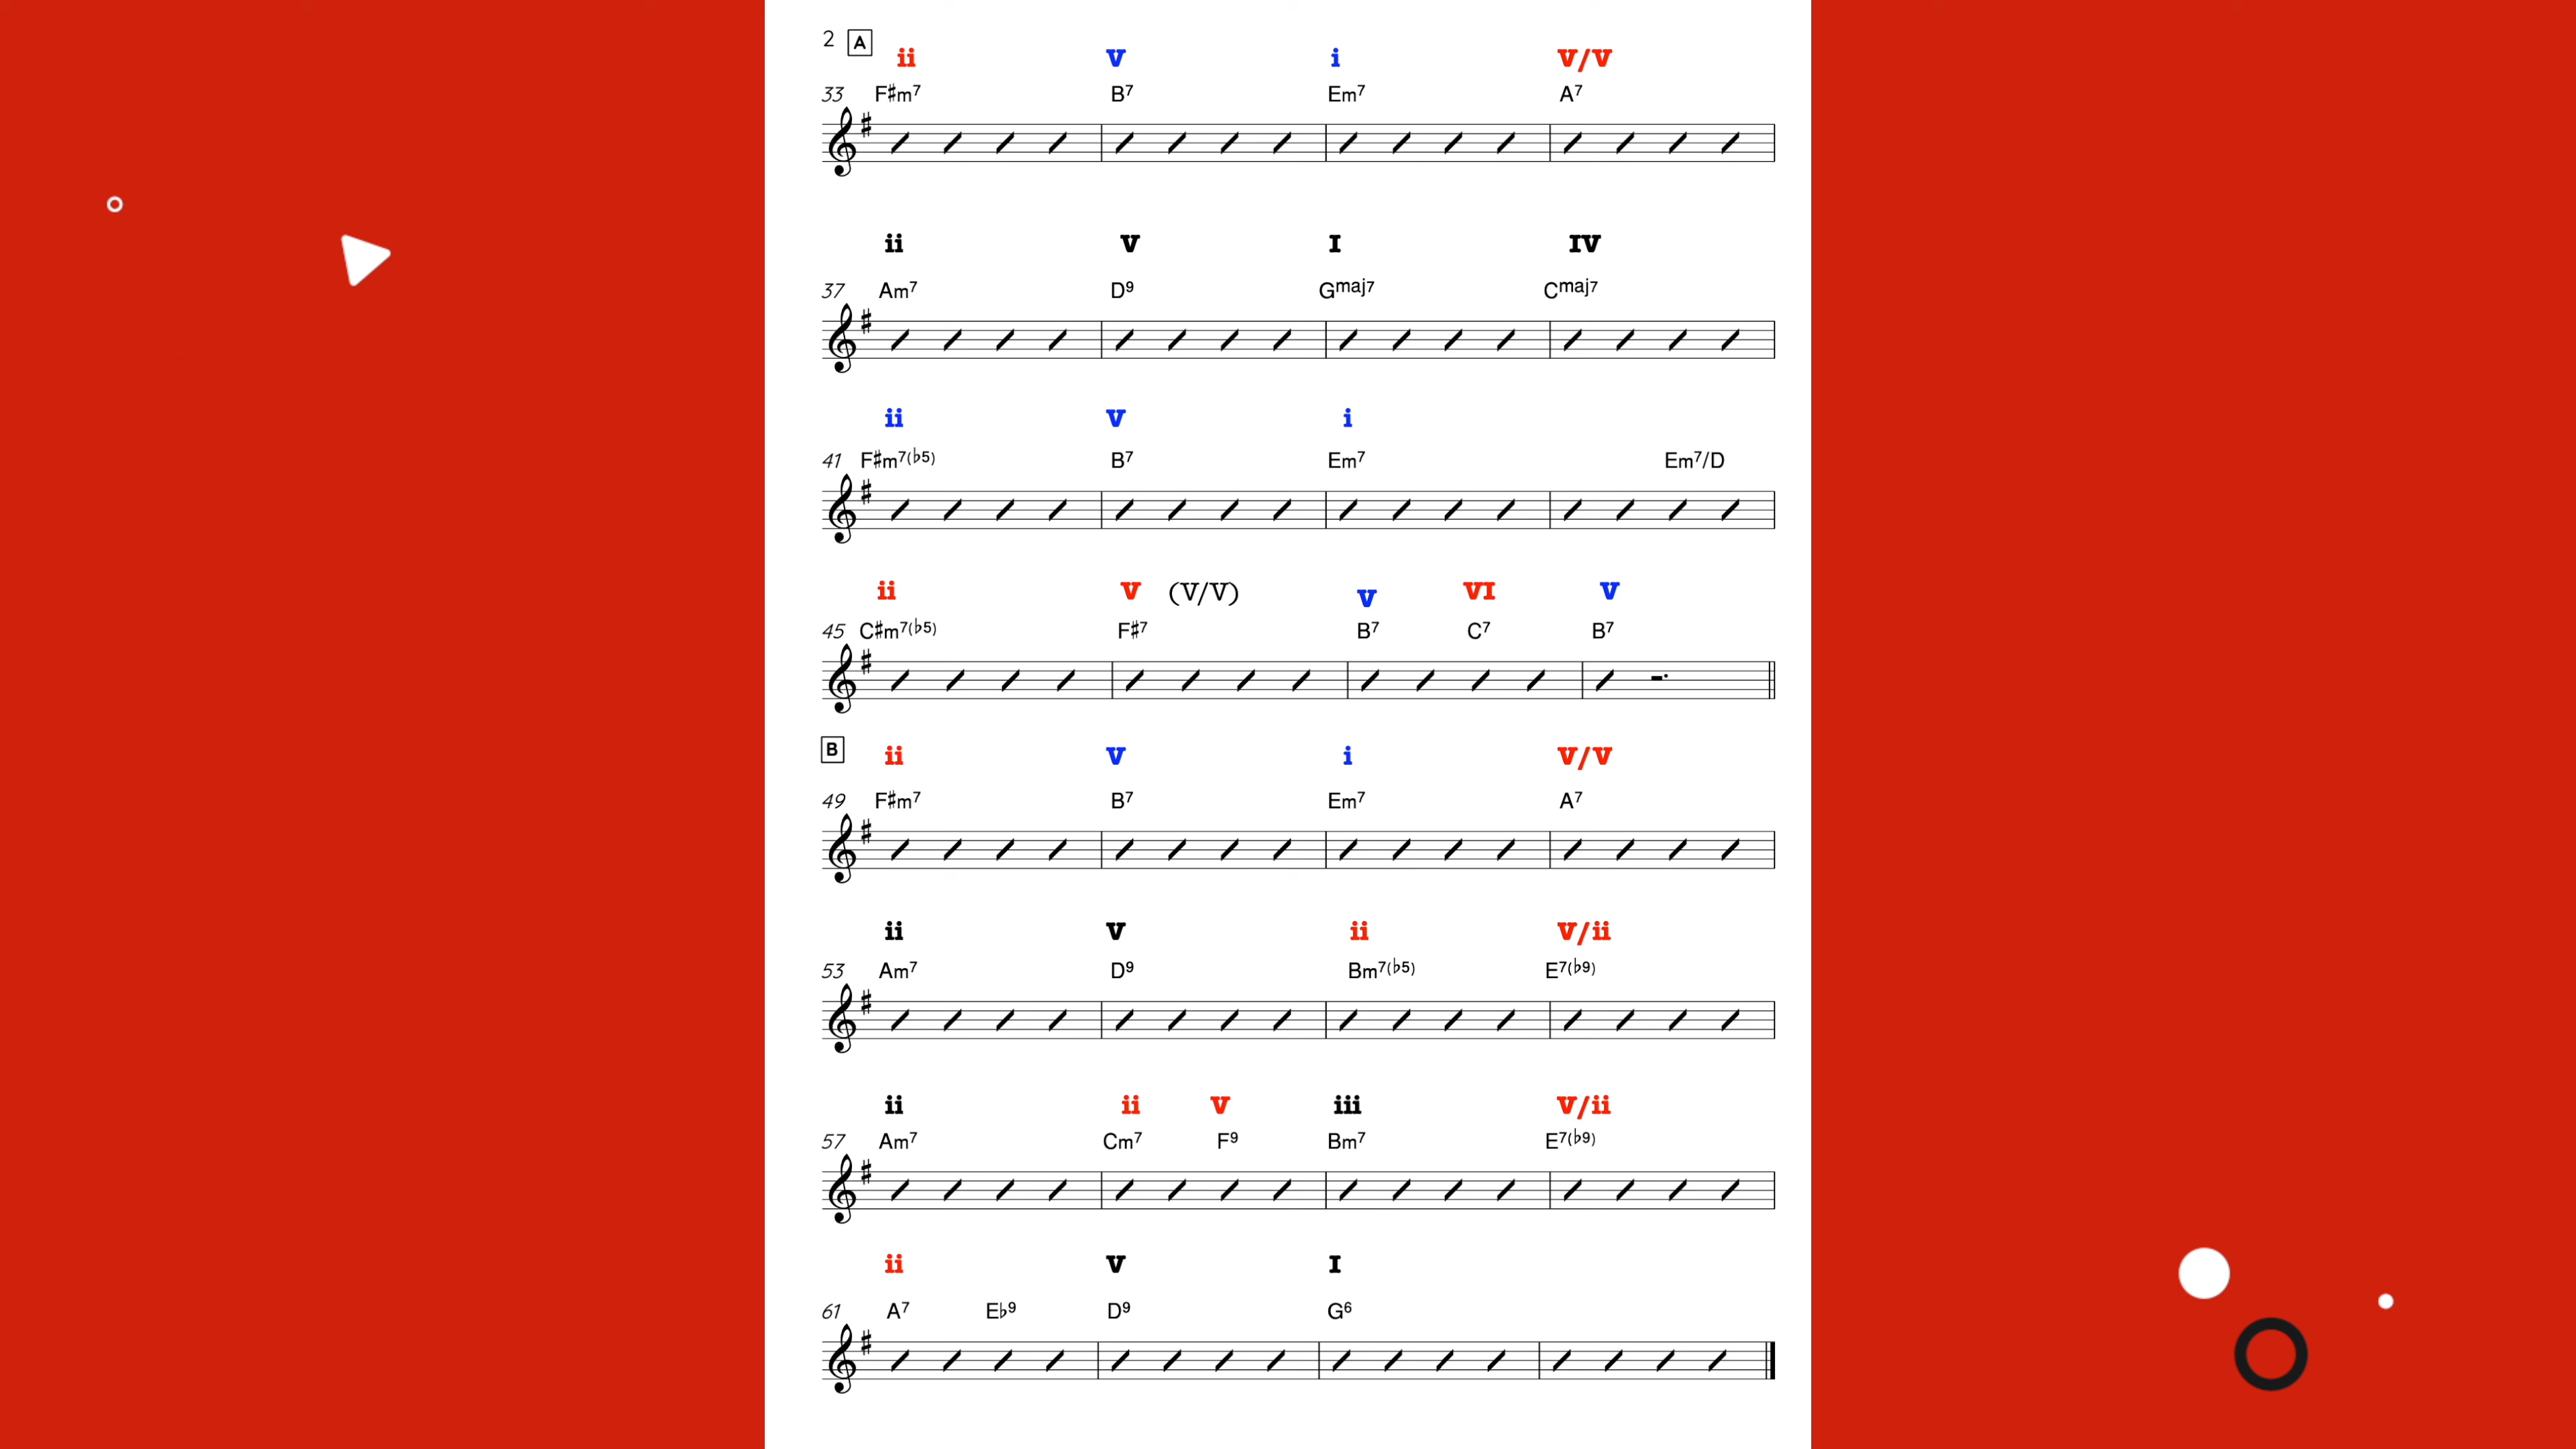 2 A
ii V i V/V
33 F♯m7 B7 Em7 A7
ii V I IV
37 Am7 D9 Gmaj7 Cmaj7
ii V i
41 F♯m7(♭5) B7 Em7 Em7/D
ii V (V/V) V VI V
45 C♯m7(♭5) F♯7 B7 C7 B7
B
ii V i V/V
49 F♯m7 B7 Em7 A7
ii V ii V/ii
53 Am7 D9 Bm7(♭5) E7(♭9)
ii ii V iii V/ii
57 Am7 Cm7 F9 Bm7 E7(♭9)
ii V I
61 A7 E♭9 D9 G6